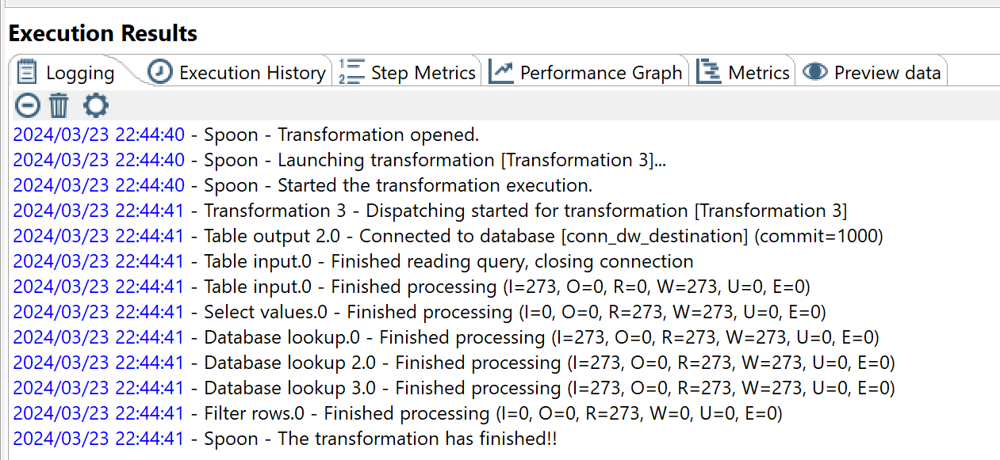 Execution Results
Logging Execution History Step Metrics Performance Graph Metrics Preview data
2024/03/23 22:44:40 - Spoon - Transformation opened.
2024/03/23 22:44:40 - Spoon - Launching transformation [Transformation 3]...
2024/03/23 22:44:40 - Spoon - Started the transformation execution.
2024/03/23 22:44:41 - Transformation 3 - Dispatching started for transformation [Transformation 3]
2024/03/23 22:44:41 - Table output 2.0 - Connected to database [conn_dw_destination] (commit=1000)
2024/03/23 22:44:41 - Table input.0 - Finished reading query, closing connection
2024/03/23 22:44:41 - Table input.0 - Finished processing (I=273, O=0, R=0, W=273, U=0, E=0)
2024/03/23 22:44:41 - Select values.0 - Finished processing (I=0, O=0, R=273, W=273, U=0, E=0)
2024/03/23 22:44:41 - Database lookup.0 - Finished processing (I=273, O=0, R=273, W=273, U=0, E=0)
2024/03/23 22:44:41 - Database lookup 2.0 - Finished processing (I=273, O=0, R=273, W=273, U=0, E=0)
2024/03/23 22:44:41 - Database lookup 3.0 - Finished processing (I=273, O=0, R=273, W=273, U=0, E=0)
2024/03/23 22:44:41 - Filter rows.0 - Finished processing (I=0, O=0, R=273, W=0, U=0, E=0)
2024/03/23 22:44:41 - Spoon - The transformation has finished!!